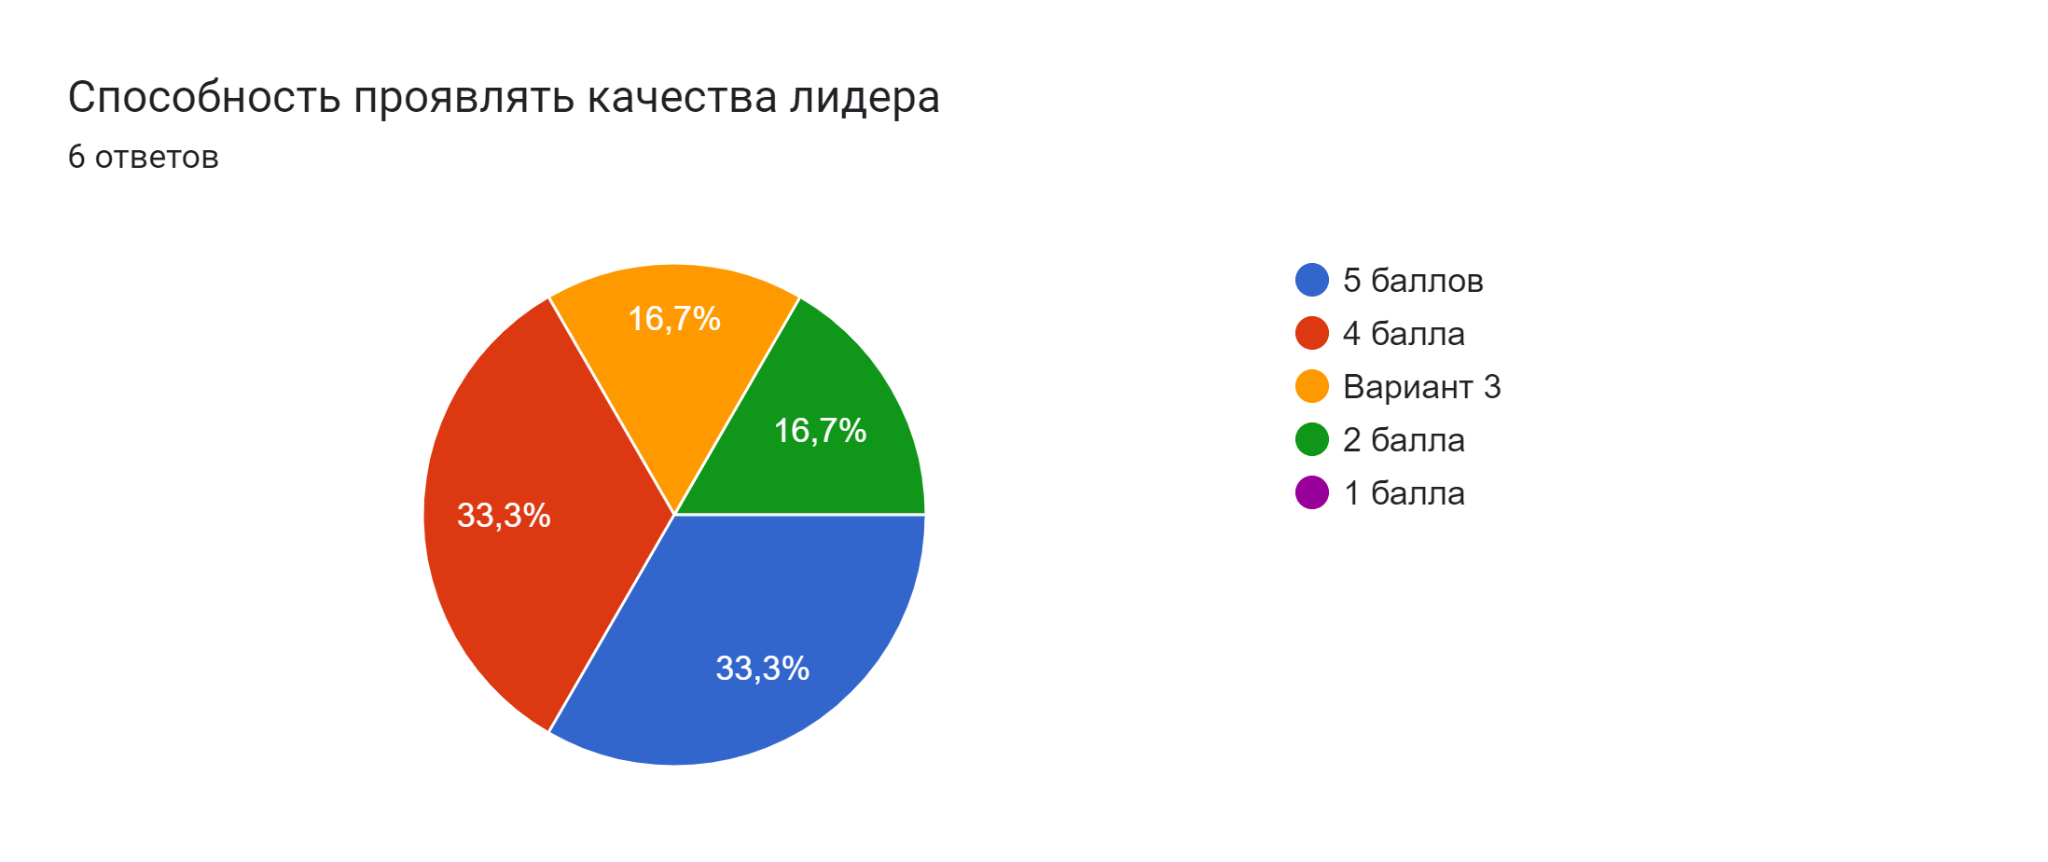 Способность проявлять качества лидера
6 ответов
16,7%
16,7%
33,3%
33,3%
5 баллов
4 балла
Вариант 3
2 балла
1 балла